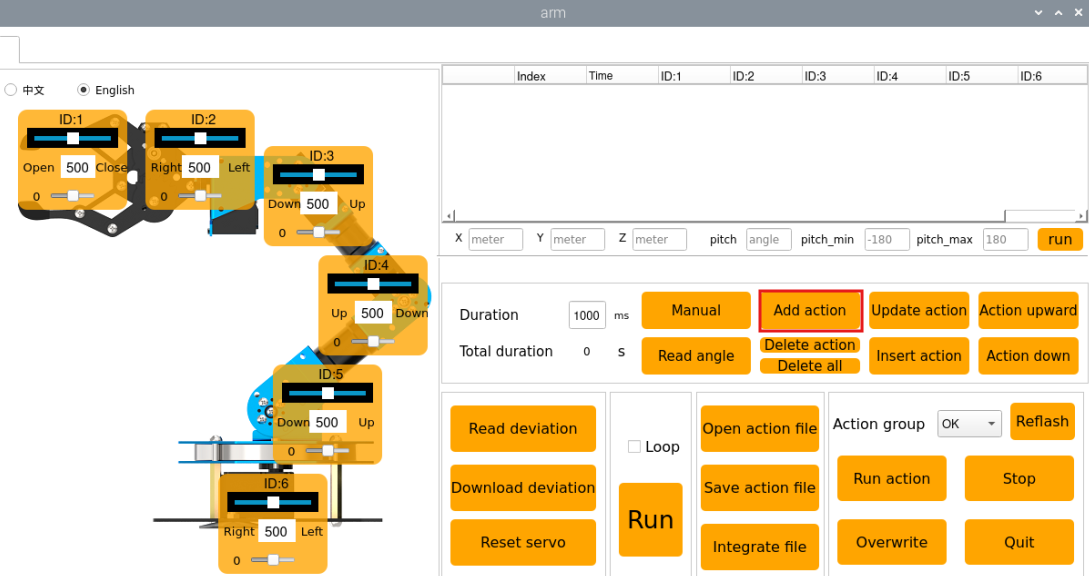 arm
中文 English
ID:1
Open 500 Close
0
ID:2
Right 500 Left
0
ID:3
Down 500 Up
0
ID:4
Up 500 Down
0
ID:5
Down 500 Up
0
ID:6
Right 500 Left
0
Index Time ID:1 ID:2 ID:3 ID:4 ID:5 ID:6
X meter Y meter Z meter pitch angle pitch_min -180 pitch_max 180 run
Duration 1000 ms
Total duration 0 s
Manual Add action Update action Action upward
Read angle Delete action Insert action Action down
Delete all
Read deviation
Download deviation
Reset servo
Loop
Run
Open action file
Save action file
Integrate file
Action group OK Reflash
Run action Stop
Overwrite Quit